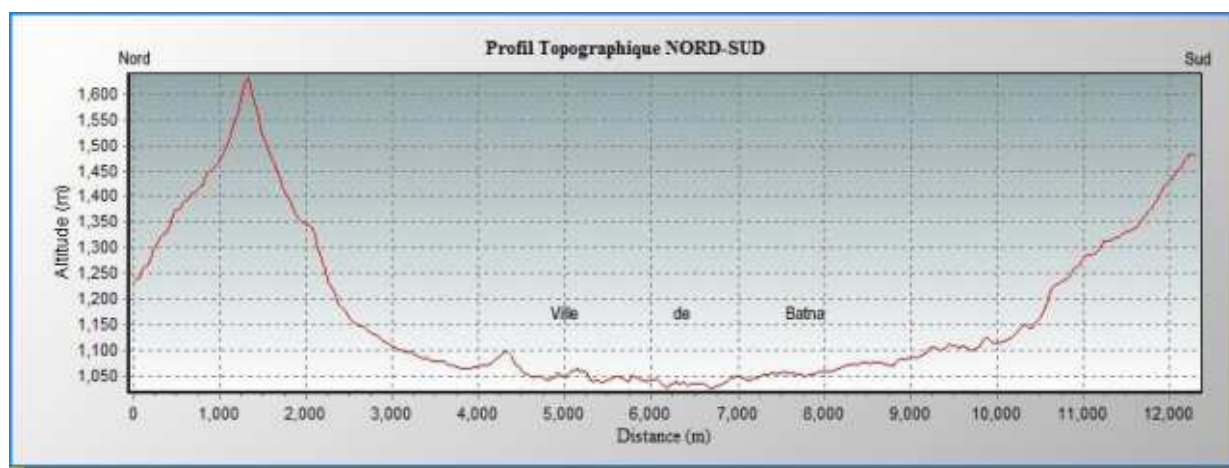 Profil Topographique NORD-SUD
Nord
Sud
1,600
1,550
1,500
1,450
1,400
1,350
1,300
1,250
1,200
1,150
1,100
1,050
Altitude (m)
Ville de Batna
0 1,000 2,000 3,000 4,000 5,000 6,000 7,000 8,000 9,000 10,000 11,000 12,000
Distance (m)